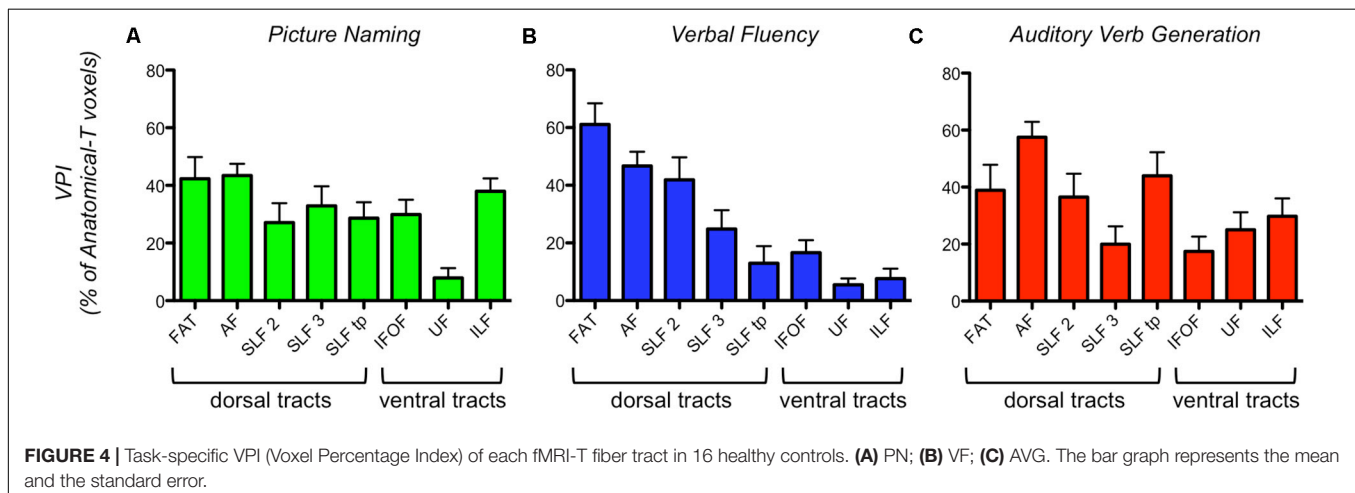 A Picture Naming
B Verbal Fluency
C Auditory Verb Generation
VPI
(% of Anatomical-T voxels)
80
60
40
20
0
FAT AF SLF 2 SLF 3 SLF tp IFOF UF ILF
dorsal tracts ventral tracts
80
60
40
20
0
FAT AF SLF 2 SLF 3 SLF tp IFOF UF ILF
dorsal tracts ventral tracts
80
60
40
20
0
FAT AF SLF 2 SLF 3 SLF tp IFOF UF ILF
dorsal tracts ventral tracts
FIGURE 4 | Task-specific VPI (Voxel Percentage Index) of each fMRI-T fiber tract in 16 healthy controls. (A) PN; (B) VF; (C) AVG. The bar graph represents the mean
and the standard error.